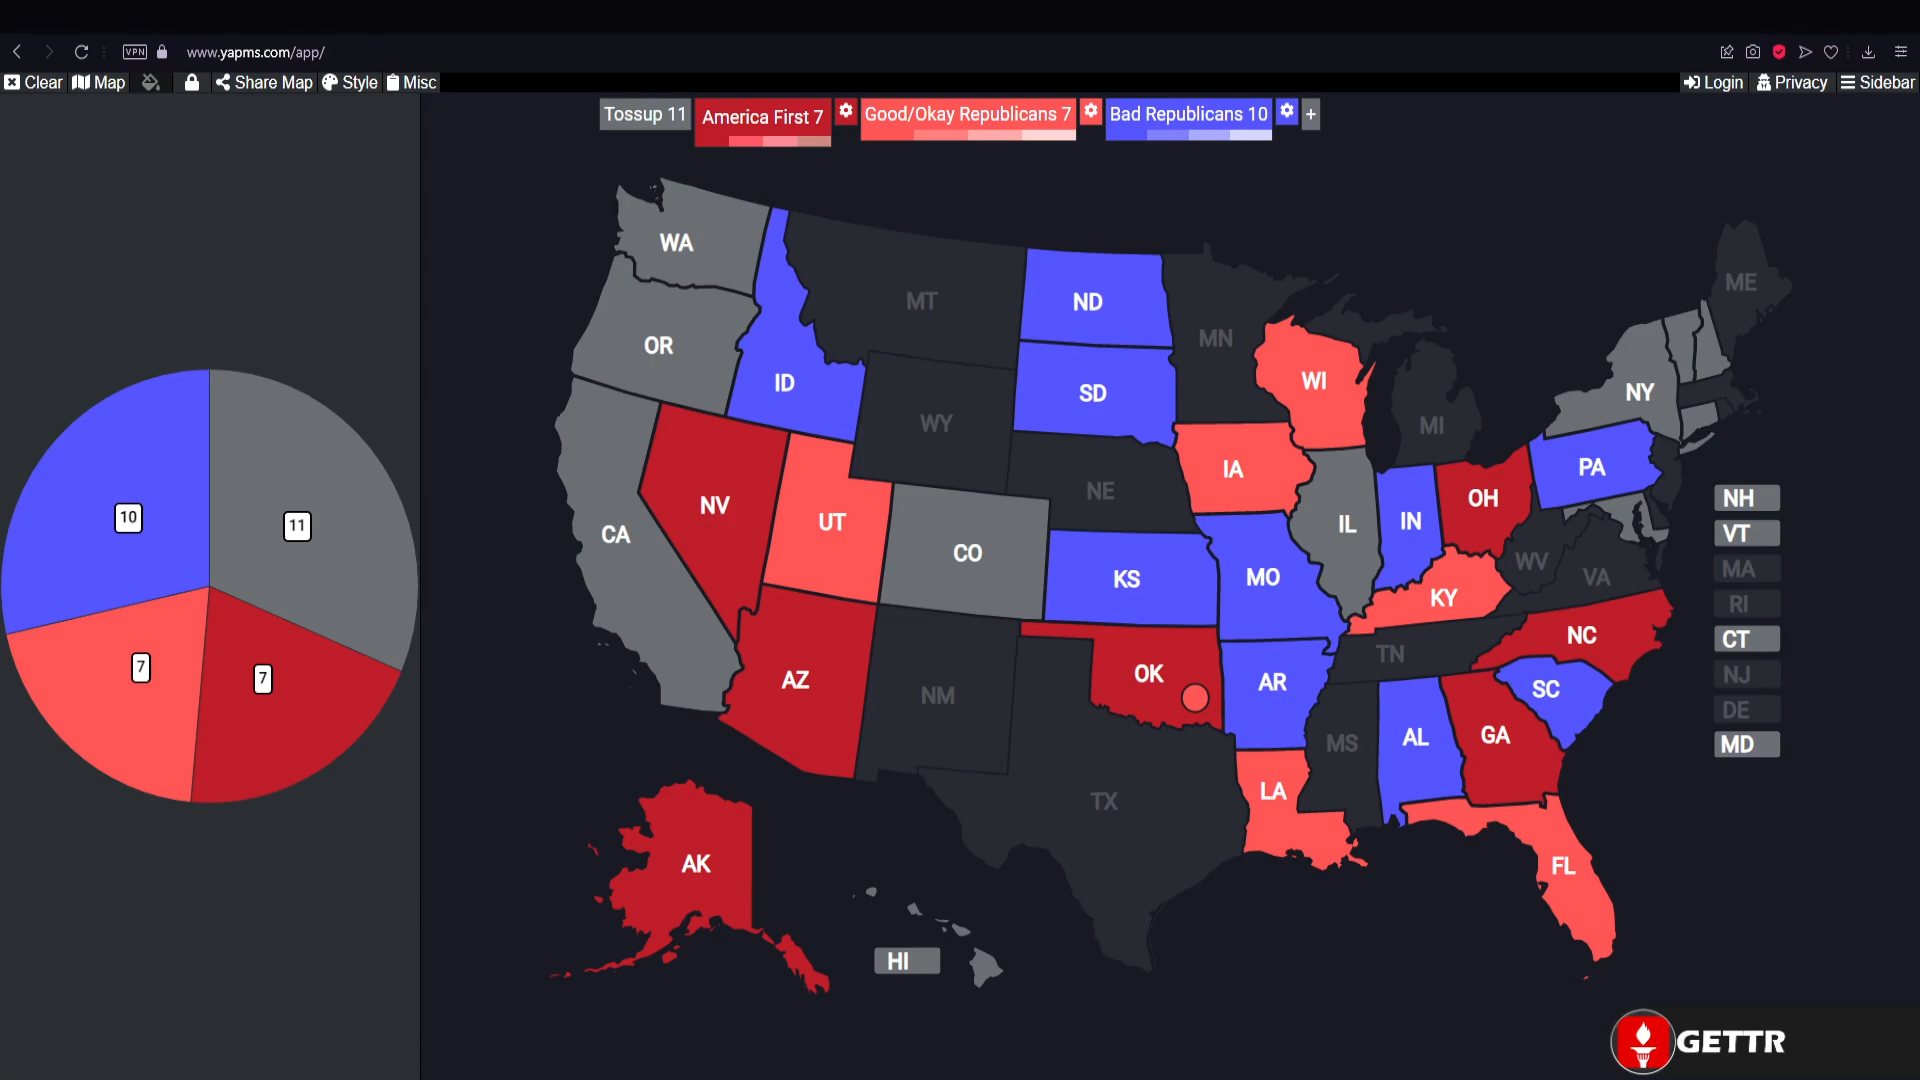 VPN www.yapms.com/app/
Clear Map Share Map Style Misc Login Privacy Sidebar
Tossup 11 America First 7 Good/Okay Republicans 7 Bad Republicans 10 +
WA
MT
ND
ME
OR
ID
SD
MN
WI
MI
NY
WY
IA
PA
NE
NH
NV
UT
CO
IL
IN
OH
VT
CA
KS
MO
WV
VA
MA
KY
RI
NC
CT
AZ
NM
OK
AR
TN
SC
NJ
DE
MS
AL
GA
MD
TX
LA
FL
AK
HI
10
11
7
7
GETTR